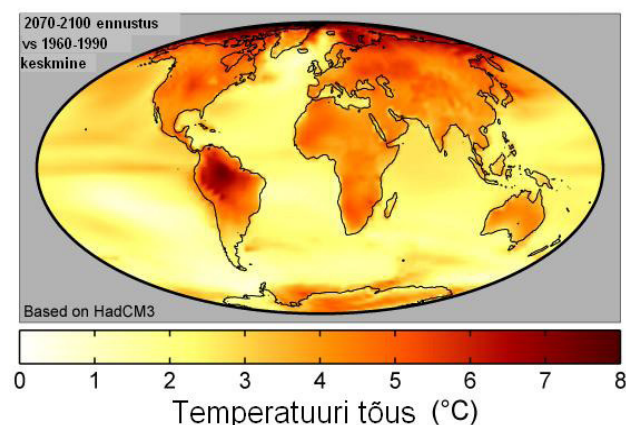 2070-2100 ennustus
vs 1960-1990
keskmine
Based on HadCM3
0 1 2 3 4 5 6 7 8
Temperatuuri tõus (°C)